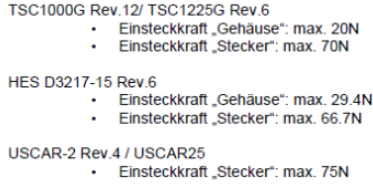 TSC1000G Rev.12/ TSC1225G Rev.6
• Einsteckkraft „Gehäuse“: max. 20N
• Einsteckkraft „Stecker“: max. 70N
HES D3217-15 Rev.6
• Einsteckkraft „Gehäuse“: max. 29.4N
• Einsteckkraft „Stecker“: max. 66.7N
USCAR-2 Rev.4 / USCAR25
• Einsteckkraft „Stecker“: max. 75N